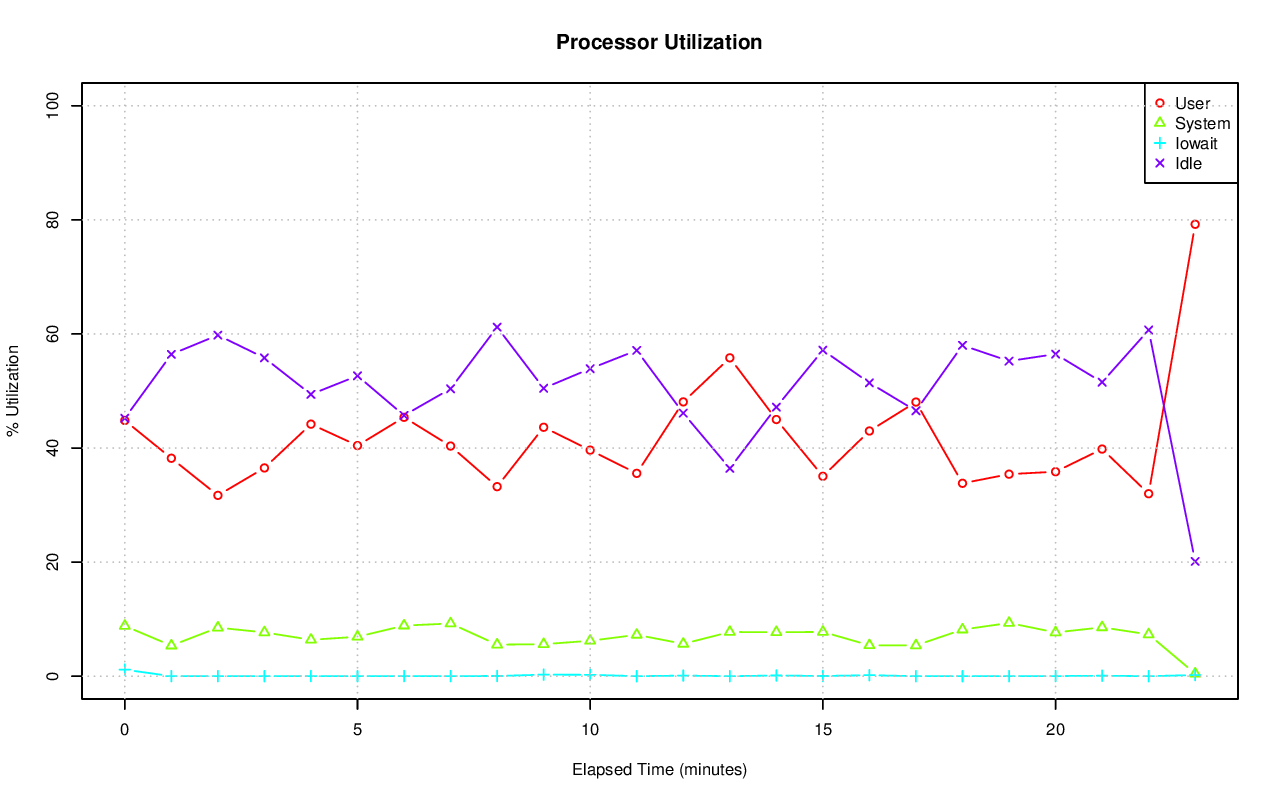 Processor Utilization
% Utilization
100
80
60
40
20
0
User
System
Iowait
Idle
0 5 10 15 20
Elapsed Time (minutes)